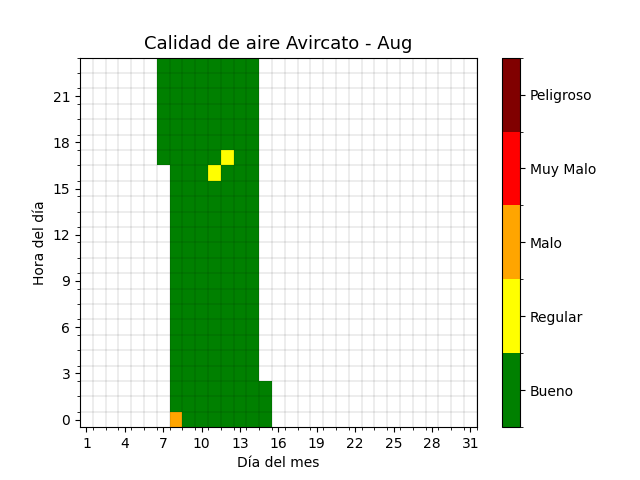 Calidad de aire Avircato - Aug
Hora del día
21
18
15
12
9
6
3
0
1 4 7 10 13 16 19 22 25 28 31
Día del mes
Peligroso
Muy Malo
Malo
Regular
Bueno